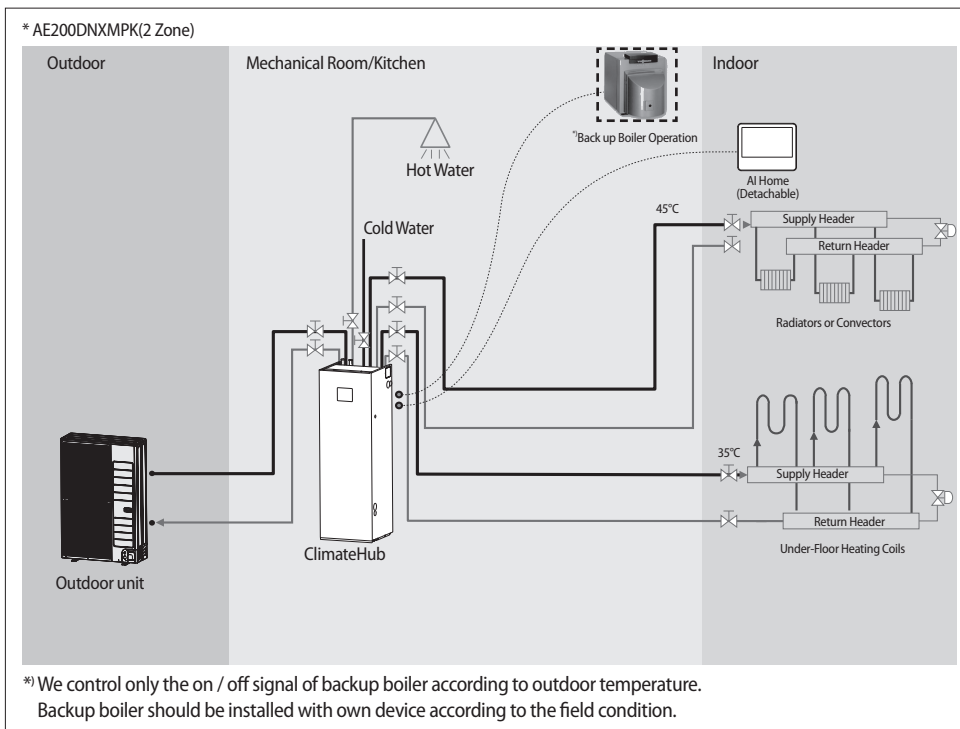 * AE200DNXMPK(2 Zone)
Outdoor
Mechanical Room/Kitchen
Indoor
*)Back up Boiler Operation
Hot Water
AI Home
(Detachable)
Cold Water
45°C
Supply Header
Return Header
Radiators or Convectors
35°C
Supply Header
Return Header
Under-Floor Heating Coils
ClimateHub
Outdoor unit
*) We control only the on / off signal of backup boiler according to outdoor temperature.
Backup boiler should be installed with own device according to the field condition.